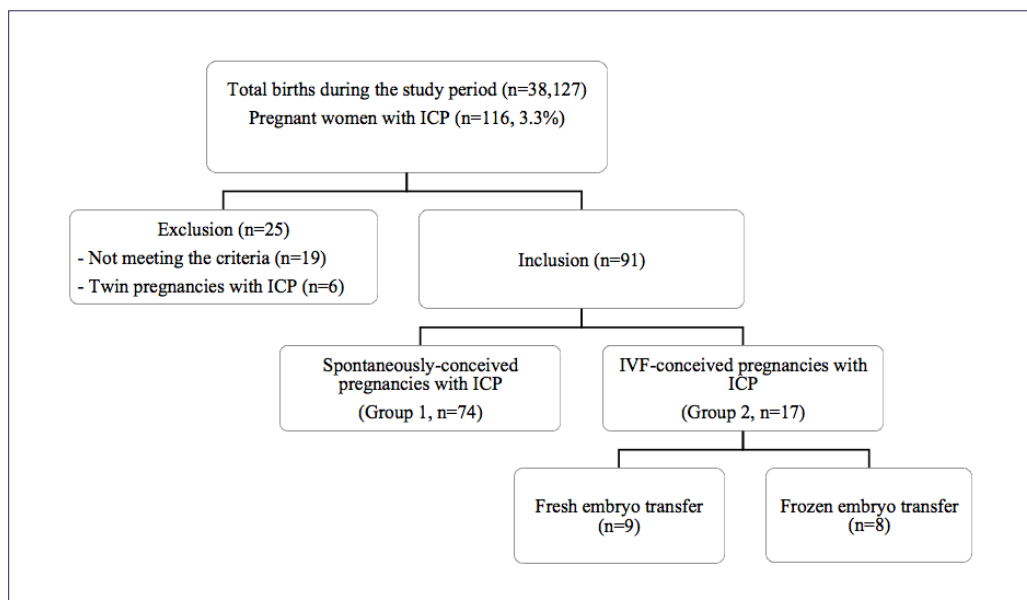 Total births during the study period (n=38,127)
Pregnant women with ICP (n=116, 3.3%)
Exclusion (n=25)
- Not meeting the criteria (n=19)
- Twin pregnancies with ICP (n=6)
Inclusion (n=91)
Spontaneously-conceived
pregnancies with ICP
(Group 1, n=74)
IVF-conceived pregnancies with
ICP
(Group 2, n=17)
Fresh embryo transfer
(n=9)
Frozen embryo transfer
(n=8)